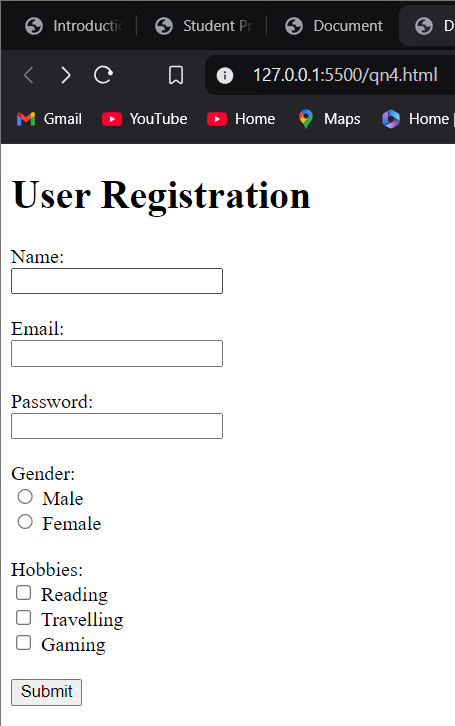 Introducti Student Pr Document D
127.0.0.1:5500/qn4.html
Gmail YouTube Home Maps Home
User Registration
Name:
Email:
Password:
Gender:
Male
Female
Hobbies:
Reading
Travelling
Gaming
Submit